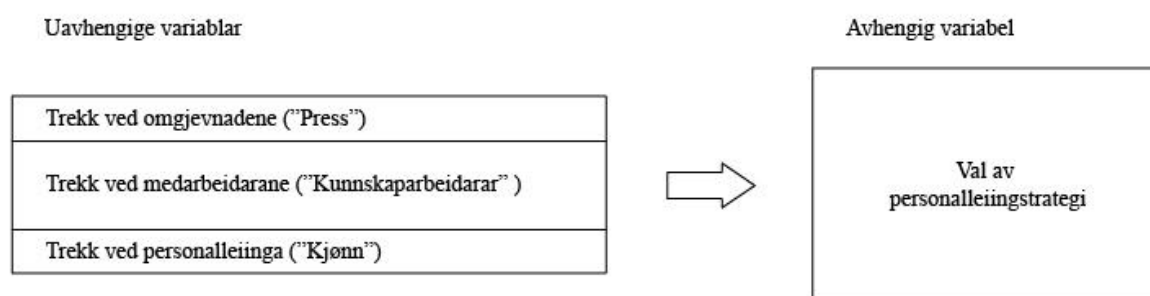 Uavhengige variablar
Avhengig variabel
Trekk ved omgjevnadene (”Press”)
Trekk ved medarbeidarane (”Kunnskaparbeidarar” )
Trekk ved personalleiinga (”Kjønn”)
Val av
personalleiingstrategi